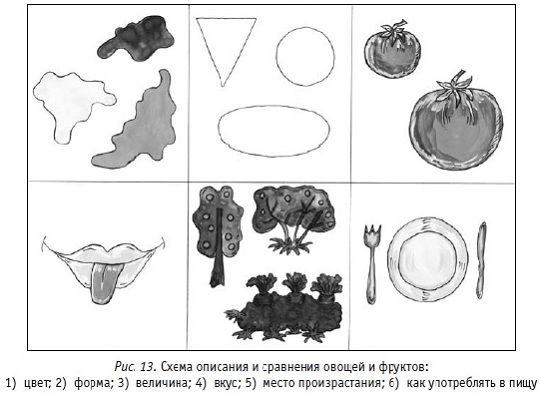 Рис. 13. Схема описания и сравнения овощей и фруктов:
1) цвет; 2) форма; 3) величина; 4) вкус; 5) место произрастания; 6) как употреблять в пищу